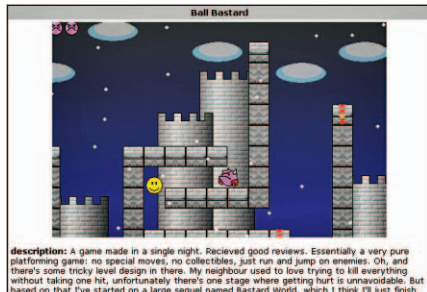 Ball Bastard
description: A game made in a single night. Recieved good reviews. Essentially a very pure
platforming game: no special moves, no collectibles, just run and jump on enemies. Oh, and
there's some tricky level design in there. My neighbour used to love trying to kill everything
without taking one hit, unfortunately there's one stage where getting hurt is unnavoidable. But
based on that I've started on a large sequel named Bastard World, which I think I'll just finish